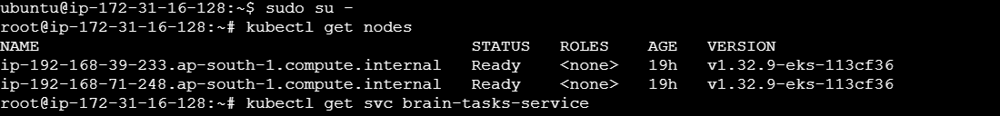 ubuntu@ip-172-31-16-128:~$ sudo su -
root@ip-172-31-16-128:~# kubectl get nodes
NAME                                            STATUS   ROLES    AGE   VERSION
ip-192-168-39-233.ap-south-1.compute.internal   Ready    <none>   19h   v1.32.9-eks-113cf36
ip-192-168-71-248.ap-south-1.compute.internal   Ready    <none>   19h   v1.32.9-eks-113cf36
root@ip-172-31-16-128:~# kubectl get svc brain-tasks-service